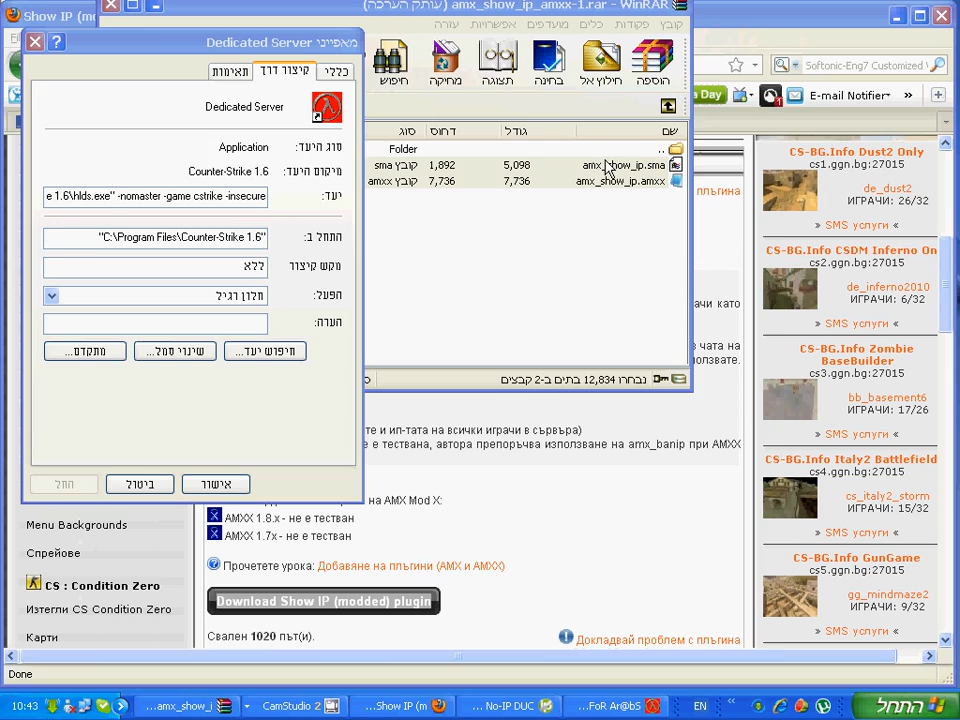 Show IP (mo
amx_show_ip_amxx-1.rar - WinRAR (עותק הערכה)
קובץ פקודות כלים מועדפים אפשרויות עזרה
הוספה
חילוץ אל
בחינה
תצוגה
מחיקה
חיפוש
Softonic-Eng7 Customized
a Day
E-mail Notifier
»
שם גודל דחוס סוג
.. Folder
amx_show_ip.sma 5,098 1,892 קובץ sma
amx_show_ip.amxx 7,736 7,736 קובץ amxx
נבחרו 12,834 בתים ב-2 קבצים
מאפייני Dedicated Server
כללי
קיצור דרך
תאימות
Dedicated Server
סוג היעד: Application
מיקום היעד: Counter-Strike 1.6
יעד: e 1.6\hlds.exe" -nomaster -game cstrike -insecure
התחל ב: "C:\Program Files\Counter-Strike 1.6"
מקש קיצור ללא
הפעל: חלון רגיל
הערה:
חיפוש יעד...
שינוי סמל...
מתקדם...
אישור
ביטול
החל
плъгина
ачи като
в чата на
ползвате.
те и ип-тата на всички играчи в сървъра)
е е тествана, автора препоръчва използване на amx_banip при AMXX
на AMX Mod X:
AMXX 1.8.x - не е тестван
AMXX 1.7x - не е тестван
Прочетете урока: Добавяне на плъгини (AMX и AMXX)
Download Show IP (modded) plugin
Свален 1020 път(и).
Докладвай проблем с плъгина
Menu Backgrounds
Спрейове
CS : Condition Zero
Изтегли CS Condition Zero
Карти
CS-BG.Info Dust2 Only
cs1.ggn.bg:27015
de_dust2
ИГРАЧИ: 26/32
» SMS услуги «
CS-BG.Info CSDM Inferno On
cs2.ggn.bg:27015
de_inferno2010
ИГРАЧИ: 6/32
» SMS услуги «
CS-BG.Info Zombie
BaseBuilder
cs3.ggn.bg:27015
bb_basement6
ИГРАЧИ: 17/26
» SMS услуги «
CS-BG.Info Italy2 Battlefield
cs4.ggn.bg:27015
cs_italy2_storm
ИГРАЧИ: 15/32
» SMS услуги «
CS-BG.Info GunGame
cs5.ggn.bg:27015
gg_mindmaze2
ИГРАЧИ: 9/32
» SMS услуги «
Done
10:43
...amx_show_i
CamStudio 2
...Show IP (m
... No-IP DUC
...FoR Ar@bS
EN
התחל